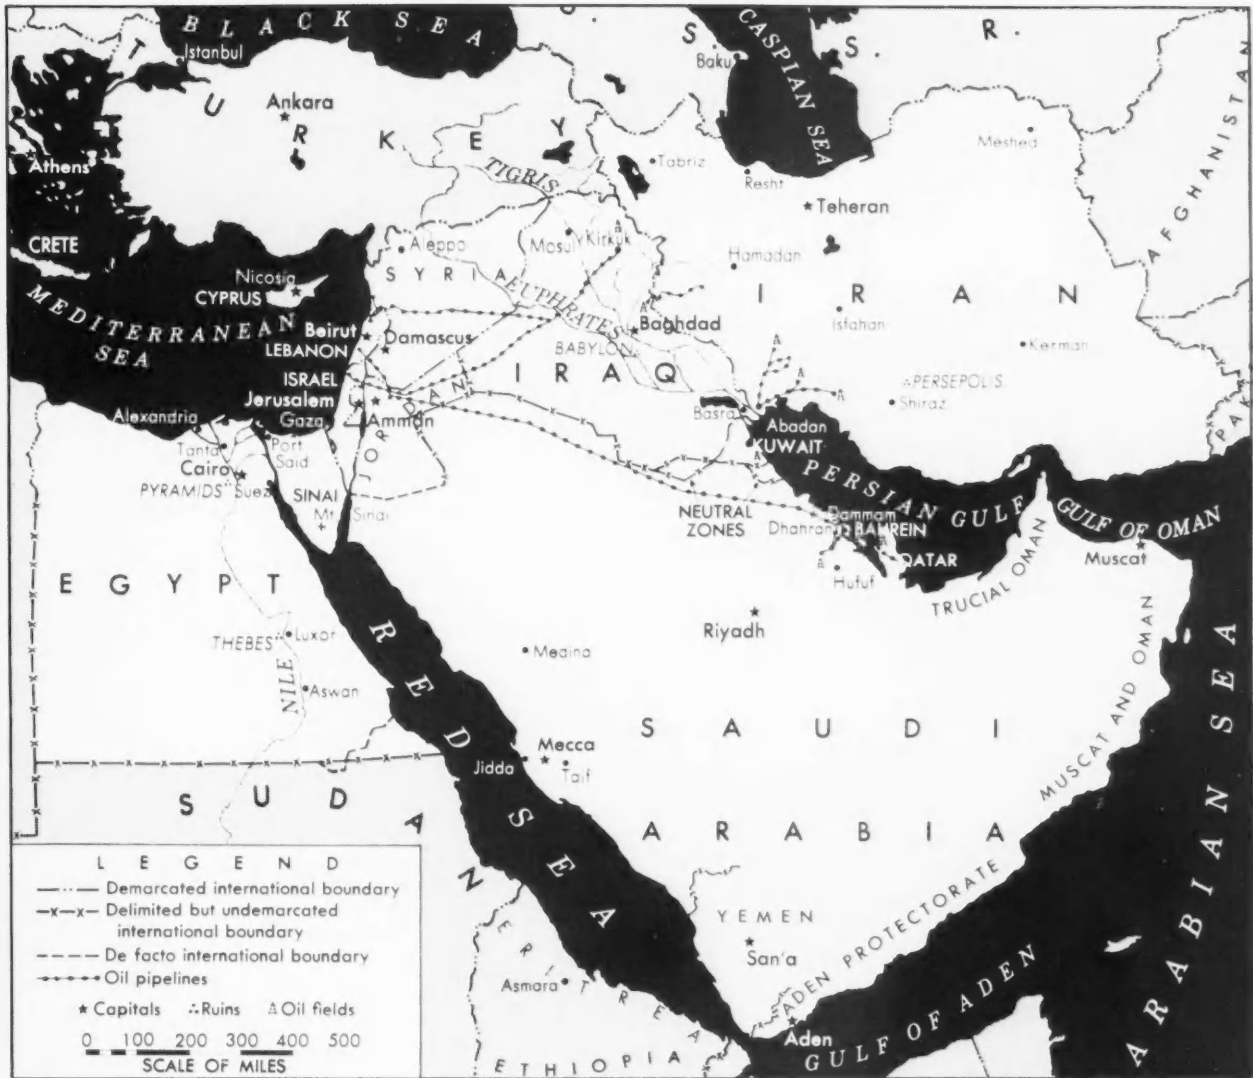 BLACK SEA
CASPIAN SEA
U S S R
Istanbul
Baku
TURKEY
Ankara
Meshed
AFGHANISTAN
Athens
Tabriz
TIGRIS
Resht
Teheran
CRETE
Aleppo
Mosul
Kirkuk
Hamadan
SYRIA
Nicosia
CYPRUS
EUPHRATES
IRAN
MEDITERRANEAN
SEA
Beirut
Damascus
Baghdad
Isfahan
LEBANON
BABYLON
Kerman
ISRAEL
IRAQ
PERSEPOLIS
Jerusalem
Amman
Shiraz
Alexandria
Gaza
JORDAN
Basra
Abadan
PAK
Tanta
Port
Said
KUWAIT
Cairo
PERSIAN GULF
PYRAMIDS
Suez
SINAI
Mt. Sinai
NEUTRAL
ZONES
Dammam
Dhahran
BAHREIN
GULF OF OMAN
Muscat
QATAR
Hufuf
EGYPT
TRUCIAL OMAN
Riyadh
THEBES
Luxor
Medina
RED SEA
NILE
Aswan
MUSCAT AND OMAN
ARABIAN SEA
SAUDI
Mecca
Jidda
Taif
SUDAN
ARABIA
YEMEN
San'a
ADEN PROTECTORATE
ERITREA
Asmara
Aden
GULF OF ADEN
ETHIOPIA
LEGEND
Demarcated international boundary
Delimited but undemarcated
international boundary
De facto international boundary
Oil pipelines
Capitals Ruins Oil fields
0 100 200 300 400 500
SCALE OF MILES